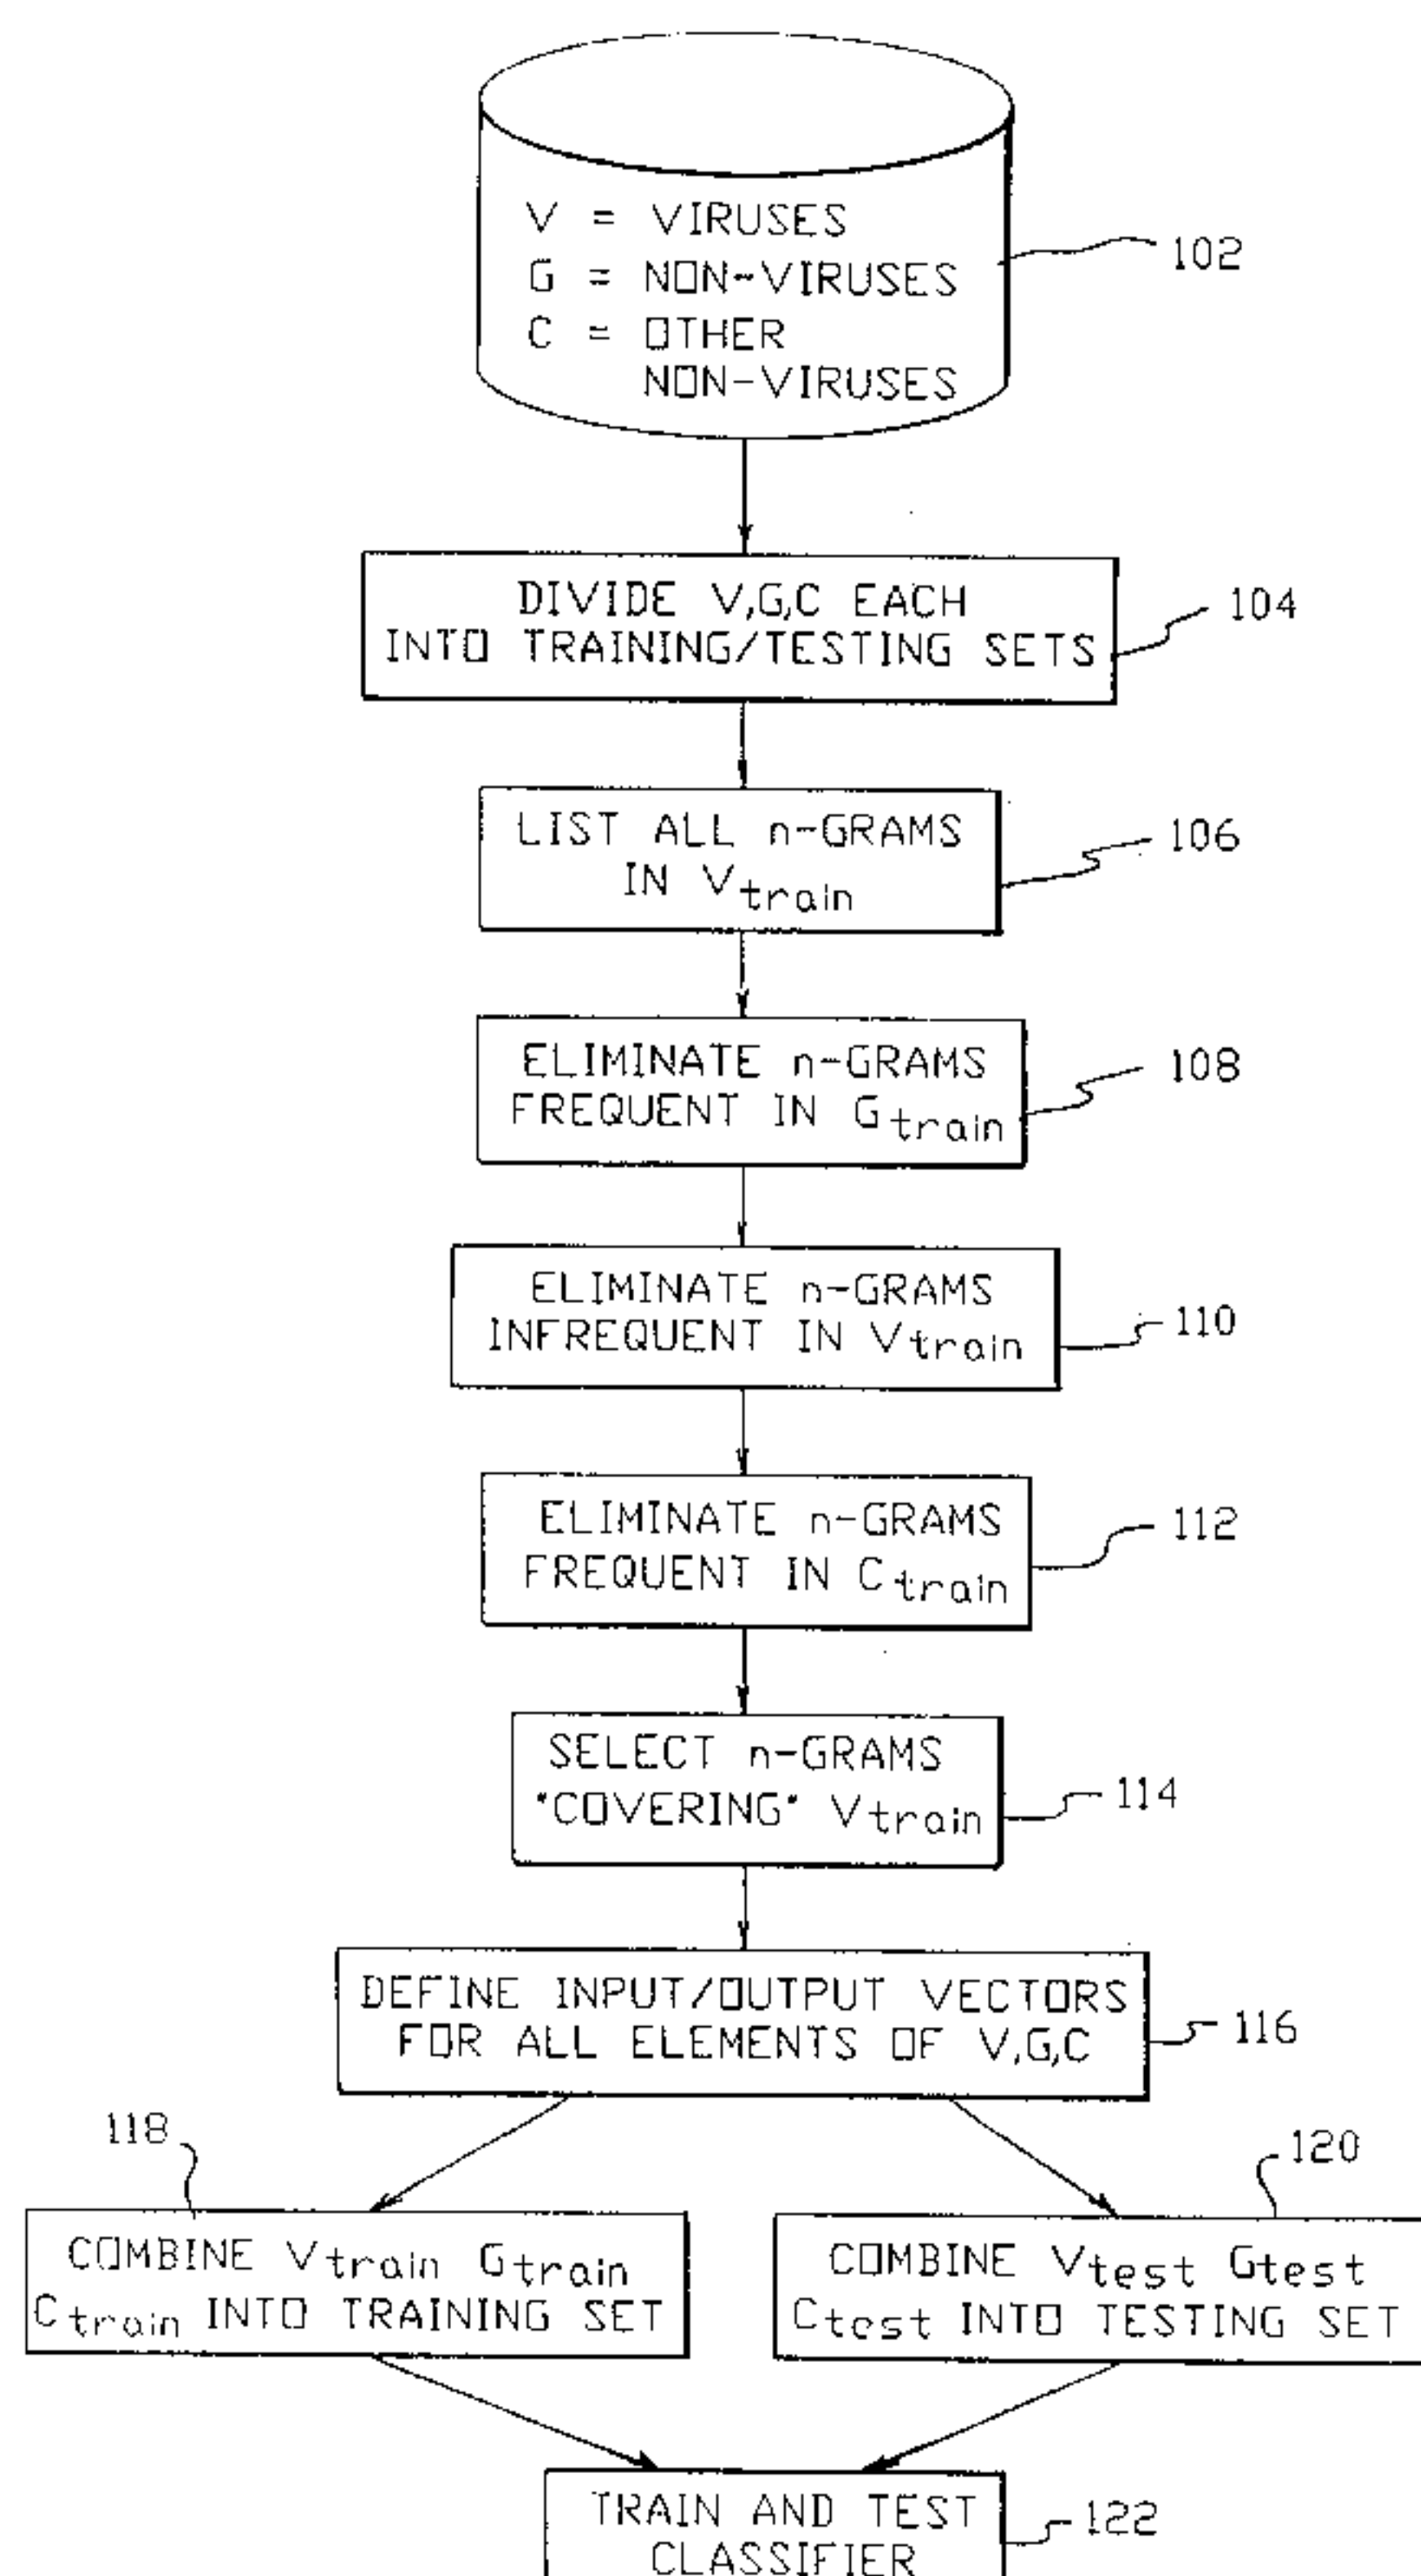 V = VIRUSES
G = NON-VIRUSES
C = OTHER
NON-VIRUSES
102
DIVIDE V,G,C EACH
INTO TRAINING/TESTING SETS
104
LIST ALL n-GRAMS
IN Vtrain
106
ELIMINATE n-GRAMS
FREQUENT IN Gtrain
108
ELIMINATE n-GRAMS
INFREQUENT IN Vtrain
110
ELIMINATE n-GRAMS
FREQUENT IN Ctrain
112
SELECT n-GRAMS
"COVERING" Vtrain
114
DEFINE INPUT/OUTPUT VECTORS
FOR ALL ELEMENTS OF V,G,C
116
118
COMBINE Vtrain Gtrain
Ctrain INTO TRAINING SET
120
COMBINE Vtest Gtest
Ctest INTO TESTING SET
TRAIN AND TEST
CLASSIFIER
122